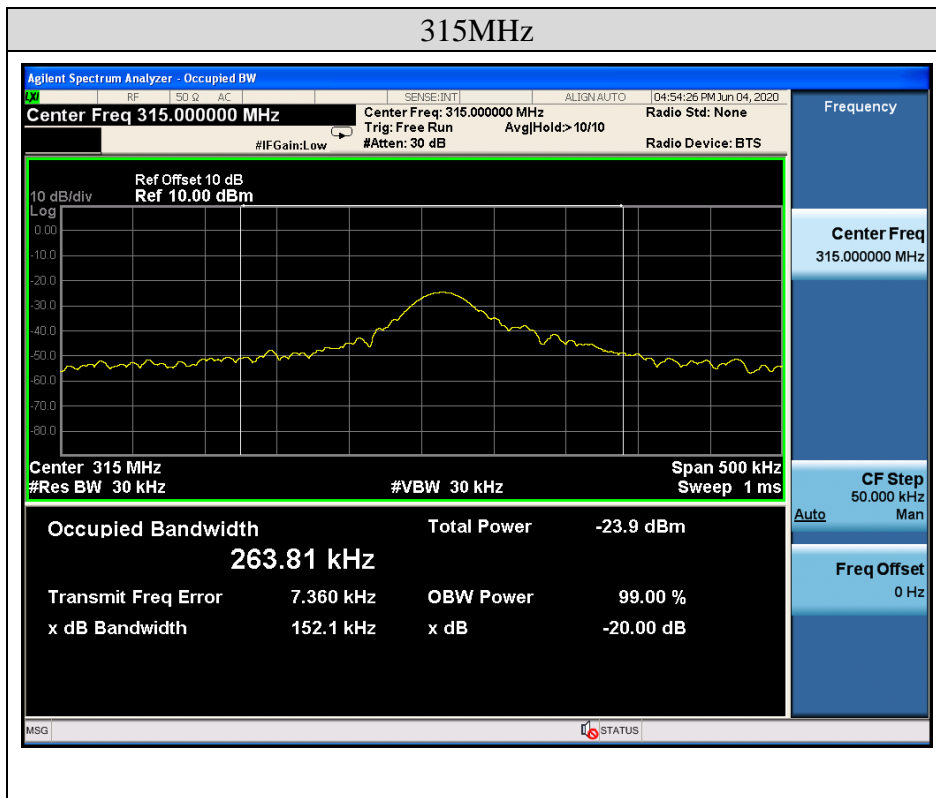 315MHz
Agilent Spectrum Analyzer - Occupied BW
LXI RF 50 Ω AC SENSE:INT ALIGN AUTO 04:54:26 PM Jun 04, 2020
Center Freq 315.000000 MHz Center Freq: 315.000000 MHz Radio Std: None
Trig: Free Run Avg|Hold:> 10/10
#IFGain:Low #Atten: 30 dB Radio Device: BTS
Frequency
Ref Offset 10 dB
10 dB/div Ref 10.00 dBm
Log
0.00
-10.0
-20.0
-30.0
-40.0
-50.0
-60.0
-70.0
-80.0
Center 315 MHz Span 500 kHz
#Res BW 30 kHz #VBW 30 kHz Sweep 1 ms
Occupied Bandwidth Total Power -23.9 dBm
263.81 kHz
Transmit Freq Error 7.360 kHz OBW Power 99.00 %
x dB Bandwidth 152.1 kHz x dB -20.00 dB
Center Freq
315.000000 MHz
CF Step
50.000 kHz
Auto Man
Freq Offset
0 Hz
MSG STATUS